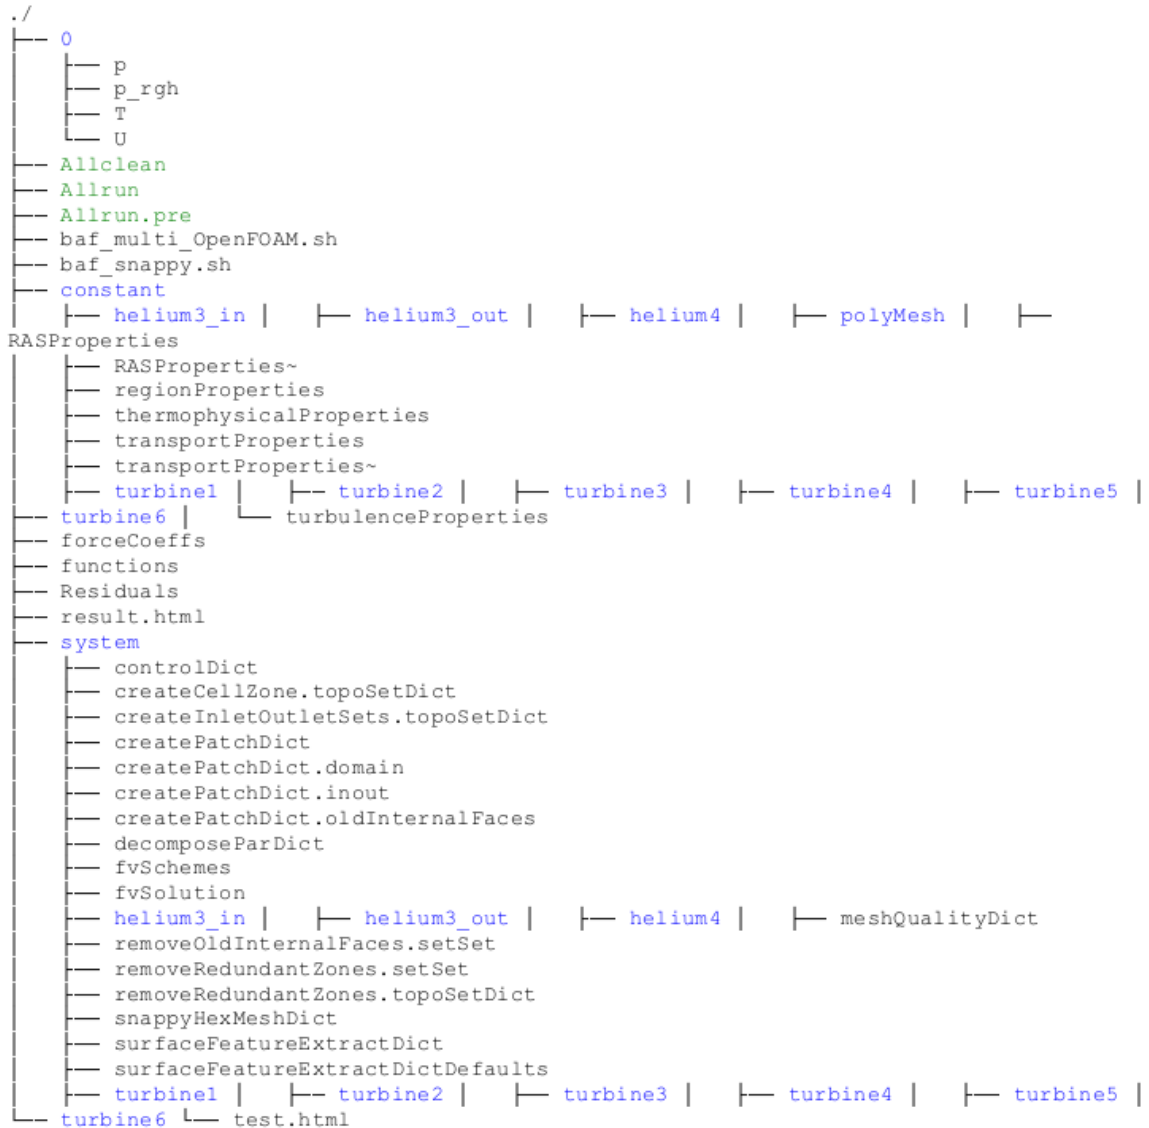 ./
├── 0
│   ├── p
│   ├── p_rgh
│   ├── T
│   └── U
├── Allclean
├── Allrun
├── Allrun.pre
├── baf_multi_OpenFOAM.sh
├── baf_snappy.sh
├── constant
│   ├── helium3_in │   ├── helium3_out │   ├── helium4 │   ├── polyMesh │   ├──
RASProperties
│   ├── RASProperties~
│   ├── regionProperties
│   ├── thermophysicalProperties
│   ├── transportProperties
│   ├── transportProperties~
│   ├── turbine1 │   ├── turbine2 │   ├── turbine3 │   ├── turbine4 │   ├── turbine5 │
├── turbine6 │   └── turbulenceProperties
├── forceCoeffs
├── functions
├── Residuals
├── result.html
├── system
│   ├── controlDict
│   ├── createCellZone.topoSetDict
│   ├── createInletOutletSets.topoSetDict
│   ├── createPatchDict
│   ├── createPatchDict.domain
│   ├── createPatchDict.inout
│   ├── createPatchDict.oldInternalFaces
│   ├── decomposeParDict
│   ├── fvSchemes
│   ├── fvSolution
│   ├── helium3_in │   ├── helium3_out │   ├── helium4 │   ├── meshQualityDict
│   ├── removeOldInternalFaces.setSet
│   ├── removeRedundantZones.setSet
│   ├── removeRedundantZones.topoSetDict
│   ├── snappyHexMeshDict
│   ├── surfaceFeatureExtractDict
│   ├── surfaceFeatureExtractDictDefaults
│   ├── turbine1 │   ├── turbine2 │   ├── turbine3 │   ├── turbine4 │   ├── turbine5 │
└── turbine6 └── test.html